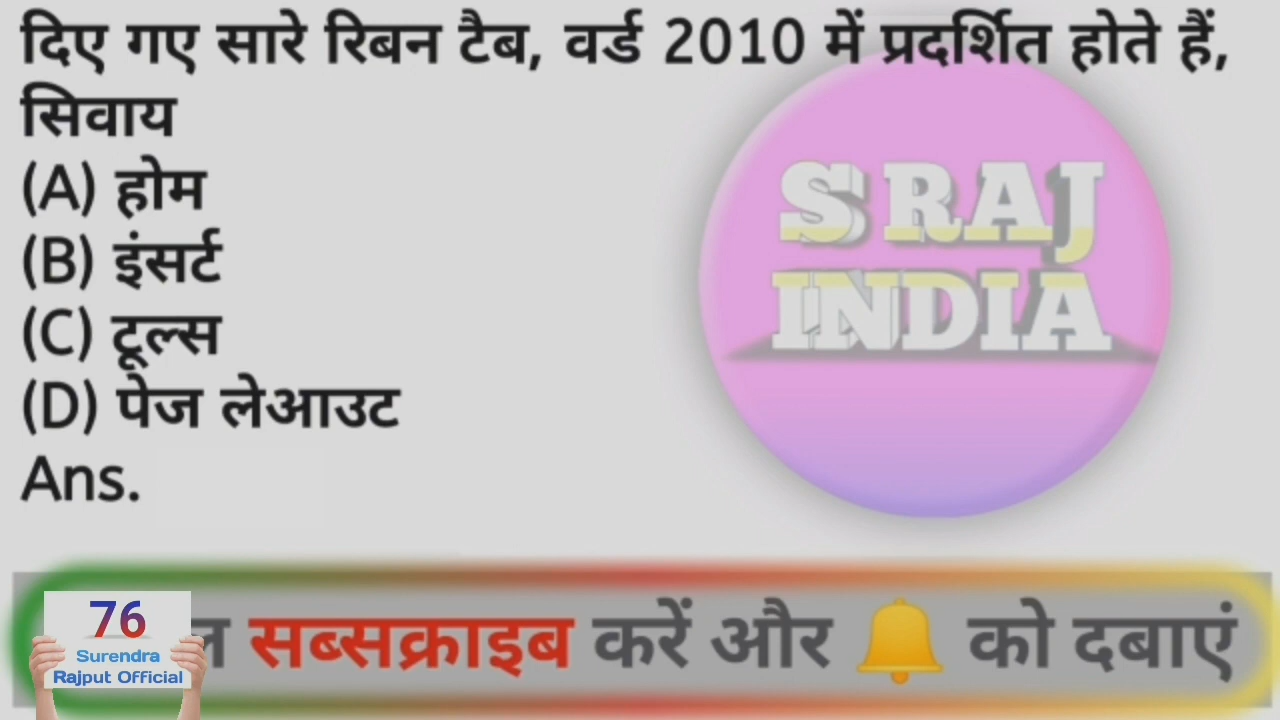 दिए गए सारे रिबन टैब, वर्ड 2010 में प्रदर्शित होते हैं,
सिवाय
(A) होम
(B) इंसर्ट
(C) टूल्स
(D) पेज लेआउट
Ans.
S RAJ
INDIA
सब्सक्राइब करें और 🔔 को दबाएं
76
Surendra
Rajput Official